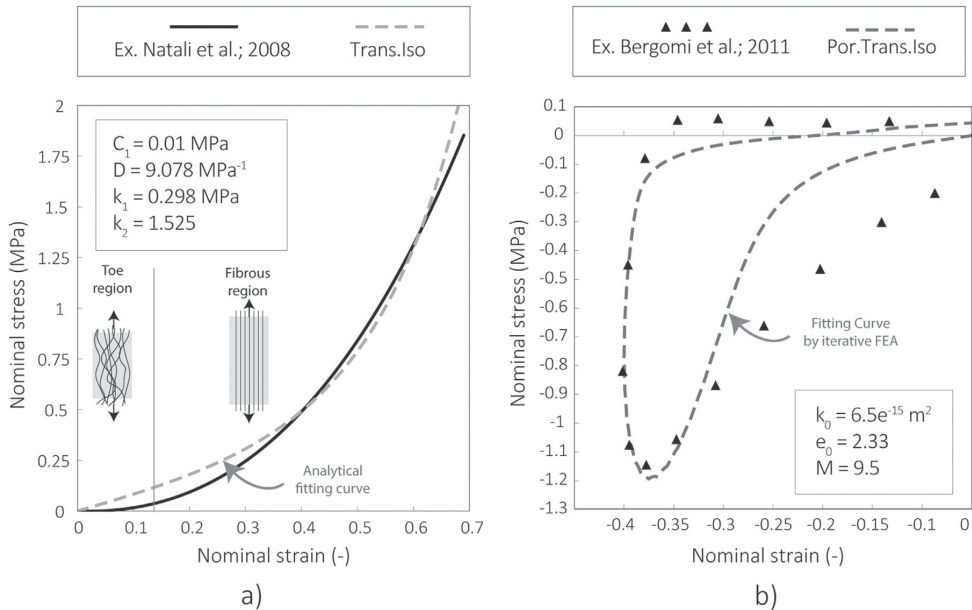 Ex. Natali et al.; 2008
Trans.Iso
C₁ = 0.01 MPa
D = 9.078 MPa⁻¹
k₁ = 0.298 MPa
k₂ = 1.525
Toe
region
Fibrous
region
Analytical
fitting curve
Nominal stress (MPa)
2
1.75
1.5
1.25
1
0.75
0.5
0.25
0
0 0.1 0.2 0.3 0.4 0.5 0.6 0.7
Nominal strain (-)
a)
Ex. Bergomi et al.; 2011
Por.Trans.Iso
Nominal stress (MPa)
0.1
0
-0.1
-0.2
-0.3
-0.4
-0.5
-0.6
-0.7
-0.8
-0.9
-1
-1.1
-1.2
-1.3
Fitting Curve
by iterative FEA
k₀ = 6.5e⁻¹⁵ m²
e₀ = 2.33
M = 9.5
-0.4 -0.35 -0.3 -0.25 -0.2 -0.15 -0.1 -0.05 0
Nominal strain (-)
b)